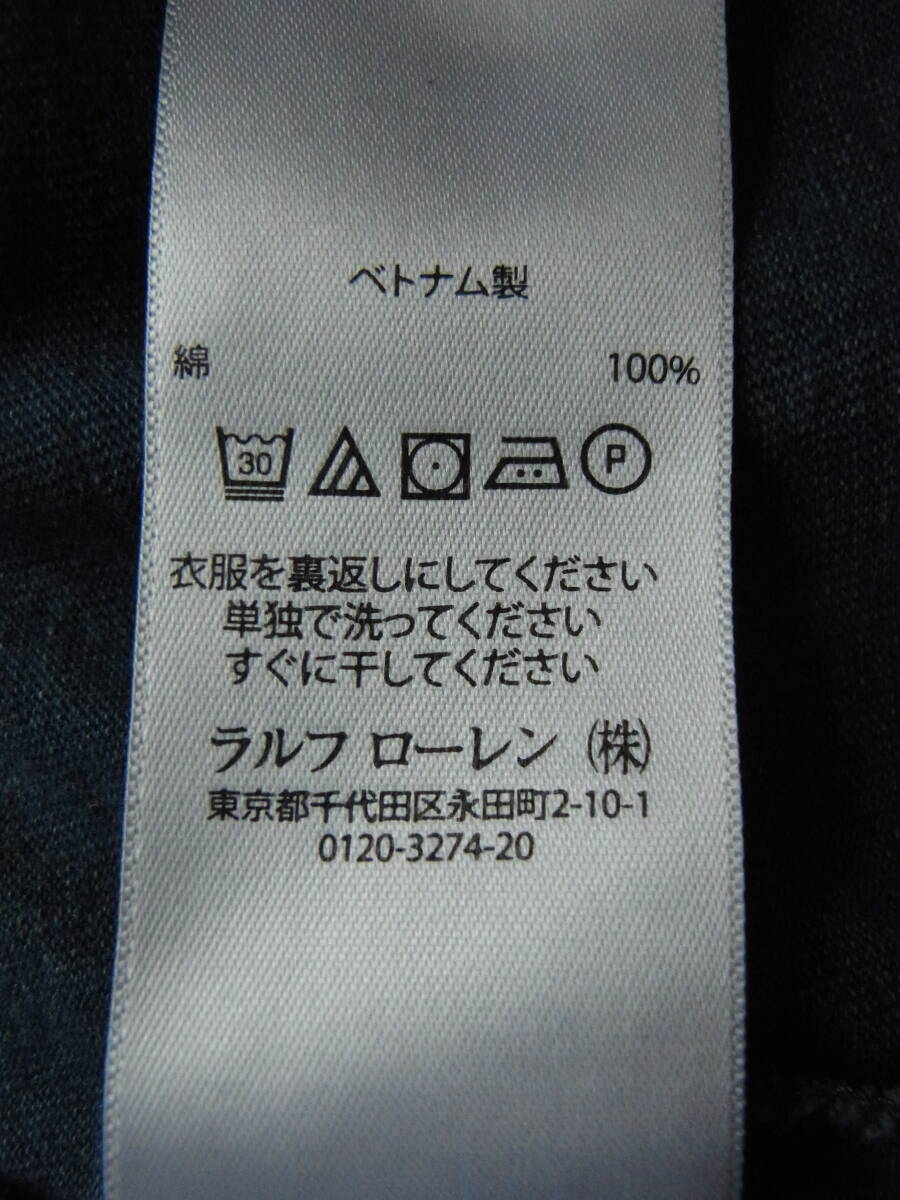 ベトナム製
綿 100%
30 P
衣服を裏返しにしてください
単独で洗ってください
すぐに干してください
ラルフ ローレン (株)
東京都千代田区永田町2-10-1
0120-3274-20